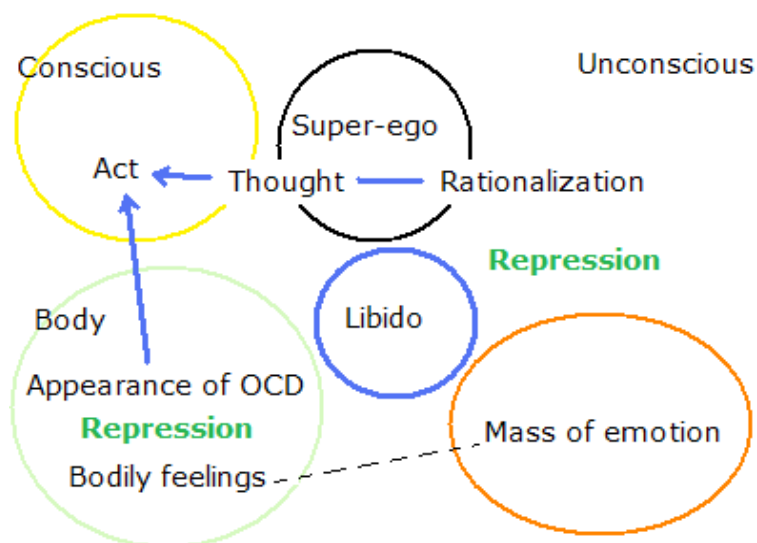 Conscious
Unconscious
Super-ego
Act
Thought
Rationalization
Repression
Body
Libido
Appearance of OCD
Repression
Mass of emotion
Bodily feelings